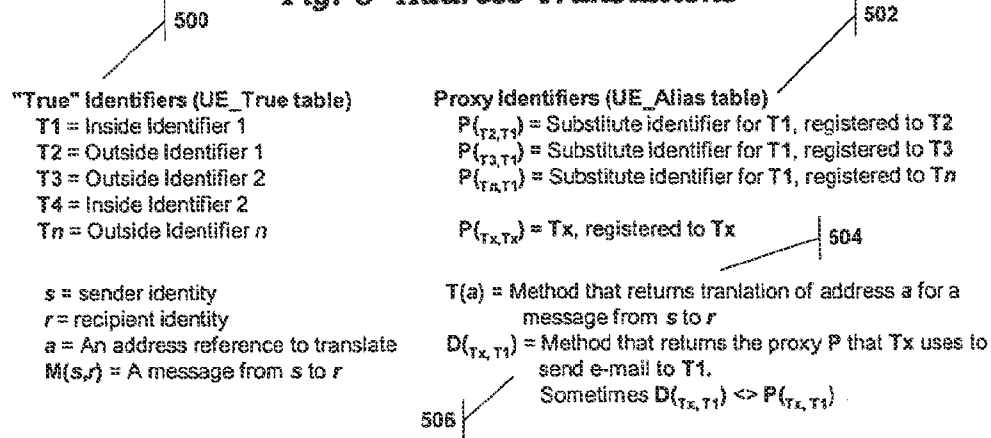 Fig. 5 Address Translations
500
502
"True" Identifiers (UE_True table)
T1 = Inside Identifier 1
T2 = Outside Identifier 1
T3 = Outside Identifier 2
T4 = Inside Identifier 2
Tn = Outside Identifier n
s = sender identity
r = recipient identity
a = An address reference to translate
M(s,r) = A message from s to r
Proxy Identifiers (UE_Alias table)
P(T2,T1) = Substitute identifier for T1, registered to T2
P(T3,T1) = Substitute identifier for T1, registered to T3
P(Tn,T1) = Substitute identifier for T1, registered to Tn
P(Tx,Tx) = Tx, registered to Tx
504
T(a) = Method that returns tranlation of address a for a
message from s to r
D(Tx, T1) = Method that returns the proxy P that Tx uses to
send e-mail to T1.
Sometimes D(Tx, T1) <> P(Tx, T1)
506